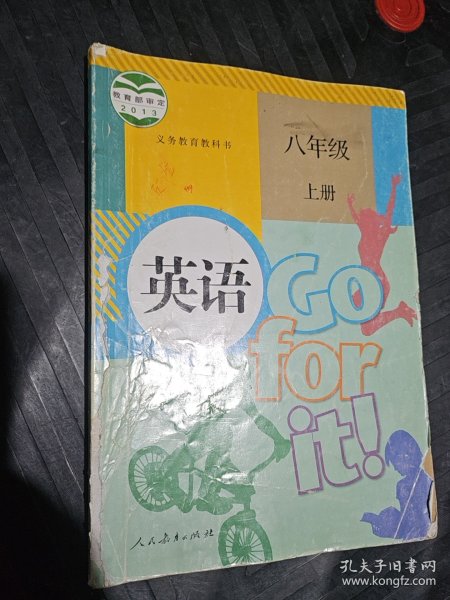 教育部审定
2013
义务教育教科书
八年级
上册
英语
Go
for
it!
人民教育出版社
孔夫子旧书网
www.kongfz.com